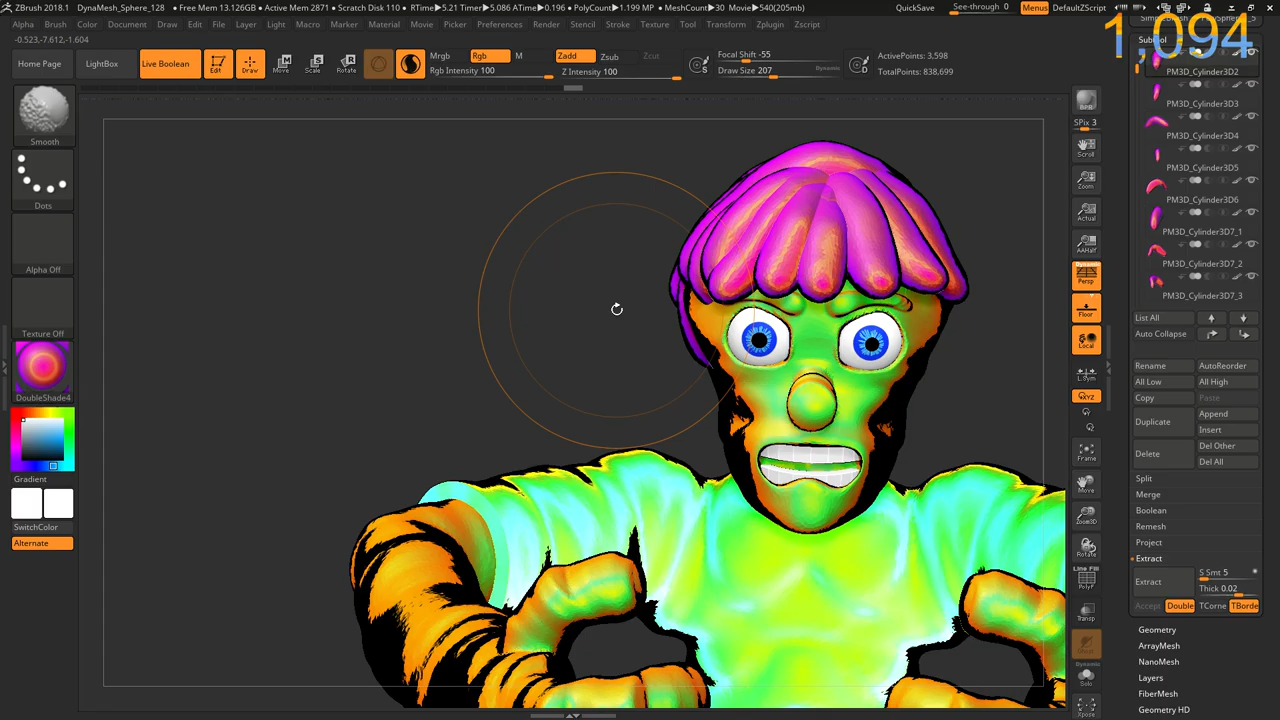 ZBrush 2018.1 DynaMesh_Sphere_128 • Free Mem 13.126GB • Active Mem 2871 • Scratch Disk 110 • RTime▸5.21 Timer▸5.086 ATime▸0.196 • PolyCount▸1.199 MP • MeshCount▸30 Movie▸540(205mb) QuickSave See-through 0 Menus DefaultZScript
Alpha Brush Color Document Draw Edit File Layer Light Macro Marker Material Movie Picker Preferences Render Stencil Stroke Texture Tool Transform Zplugin Zscript
-0.523,-7.612,-1.604
1,094
Home Page LightBox Live Boolean Edit Draw Move Scale Rotate
Mrgb Rgb M
Rgb Intensity 100
Zadd Zsub Zcut
Z Intensity 100
Focal Shift -55
Draw Size 207 Dynamic
ActivePoints: 3,598
TotalPoints: 838,699
Smooth
Dots
Alpha Off
Texture Off
DoubleShade4
Gradient
SwitchColor
Alternate
BPR
SPix 3
Scroll
Zoom
Actual
AAHalf
Dynamic
Persp
Floor
Local
L.Sym
XYZ
Frame
Move
Zoom3D
Rotate
Line Fill
PolyF
Transp
Dynamic
Solo
Xpose
Subtool
PM3D_Cylinder3D2
PM3D_Cylinder3D3
PM3D_Cylinder3D4
PM3D_Cylinder3D5
PM3D_Cylinder3D6
PM3D_Cylinder3D7_1
PM3D_Cylinder3D7_2
PM3D_Cylinder3D7_3
List All
Auto Collapse
Rename AutoReorder
All Low All High
Copy Paste
Duplicate Append
Insert
Delete Del Other
Del All
Split
Merge
Boolean
Remesh
Project
Extract
Extract S Smt 5
Thick 0.02
Accept Double TCorne TBorde
Geometry
ArrayMesh
NanoMesh
Layers
FiberMesh
Geometry HD